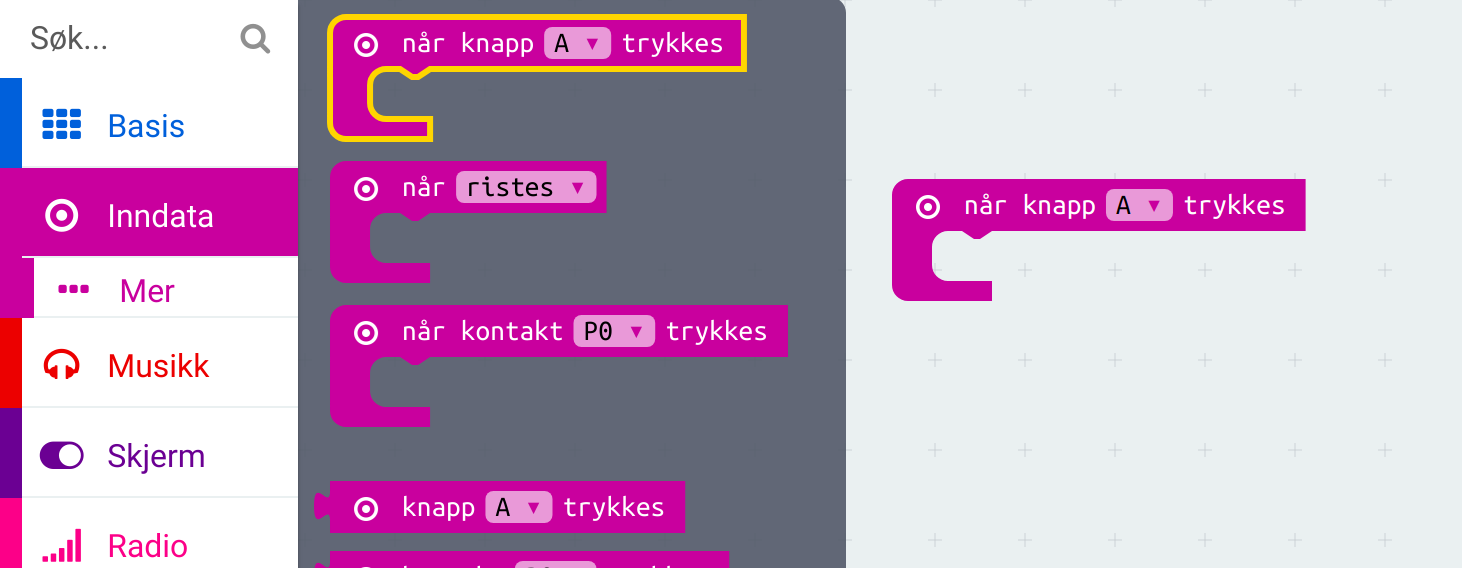 Søk...
Basis
Inndata
Mer
Musikk
Skjerm
Radio
når knapp A trykkes
når ristes
når kontakt P0 trykkes
knapp A trykkes
når knapp A trykkes